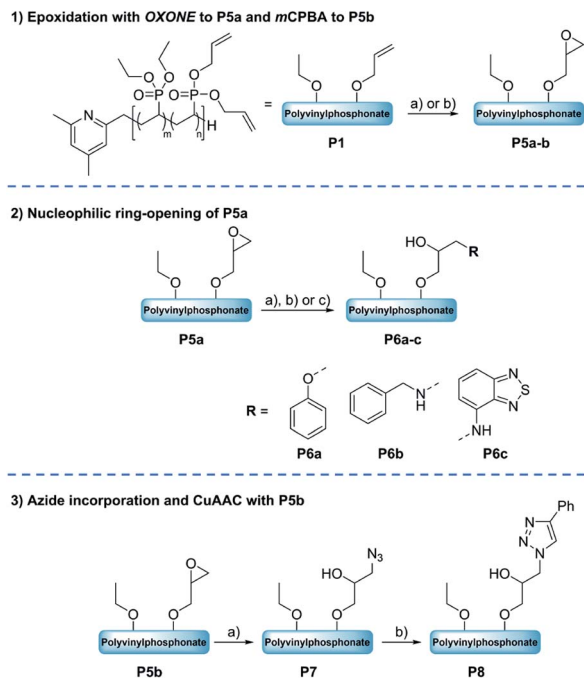 1) Epoxidation with OXONE to P5a and mCPBA to P5b
O O
O=P O=P O
N
m n H
=
O O
Polyvinylphosphonate
P1
a) or b)
O
O O
Polyvinylphosphonate
P5a-b
2) Nucleophilic ring-opening of P5a
O
O O
Polyvinylphosphonate
P5a
a), b) or c)
HO
R
O O
Polyvinylphosphonate
P6a-c
R =
O
P6a
N
H
P6b
N
S
N
NH
P6c
3) Azide incorporation and CuAAC with P5b
O
O O
Polyvinylphosphonate
P5b
a)
N3
HO
O O
Polyvinylphosphonate
P7
b)
Ph
N
N
N
HO
O O
Polyvinylphosphonate
P8